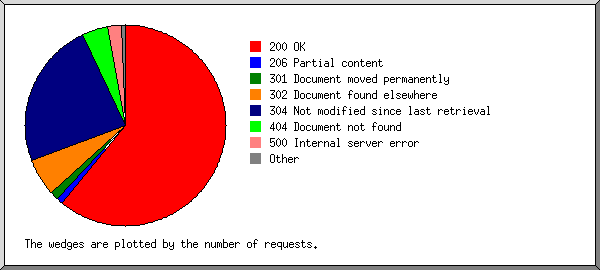 200 OK
206 Partial content
301 Document moved permanently
302 Document found elsewhere
304 Not modified since last retrieval
404 Document not found
500 Internal server error
Other
The wedges are plotted by the number of requests.